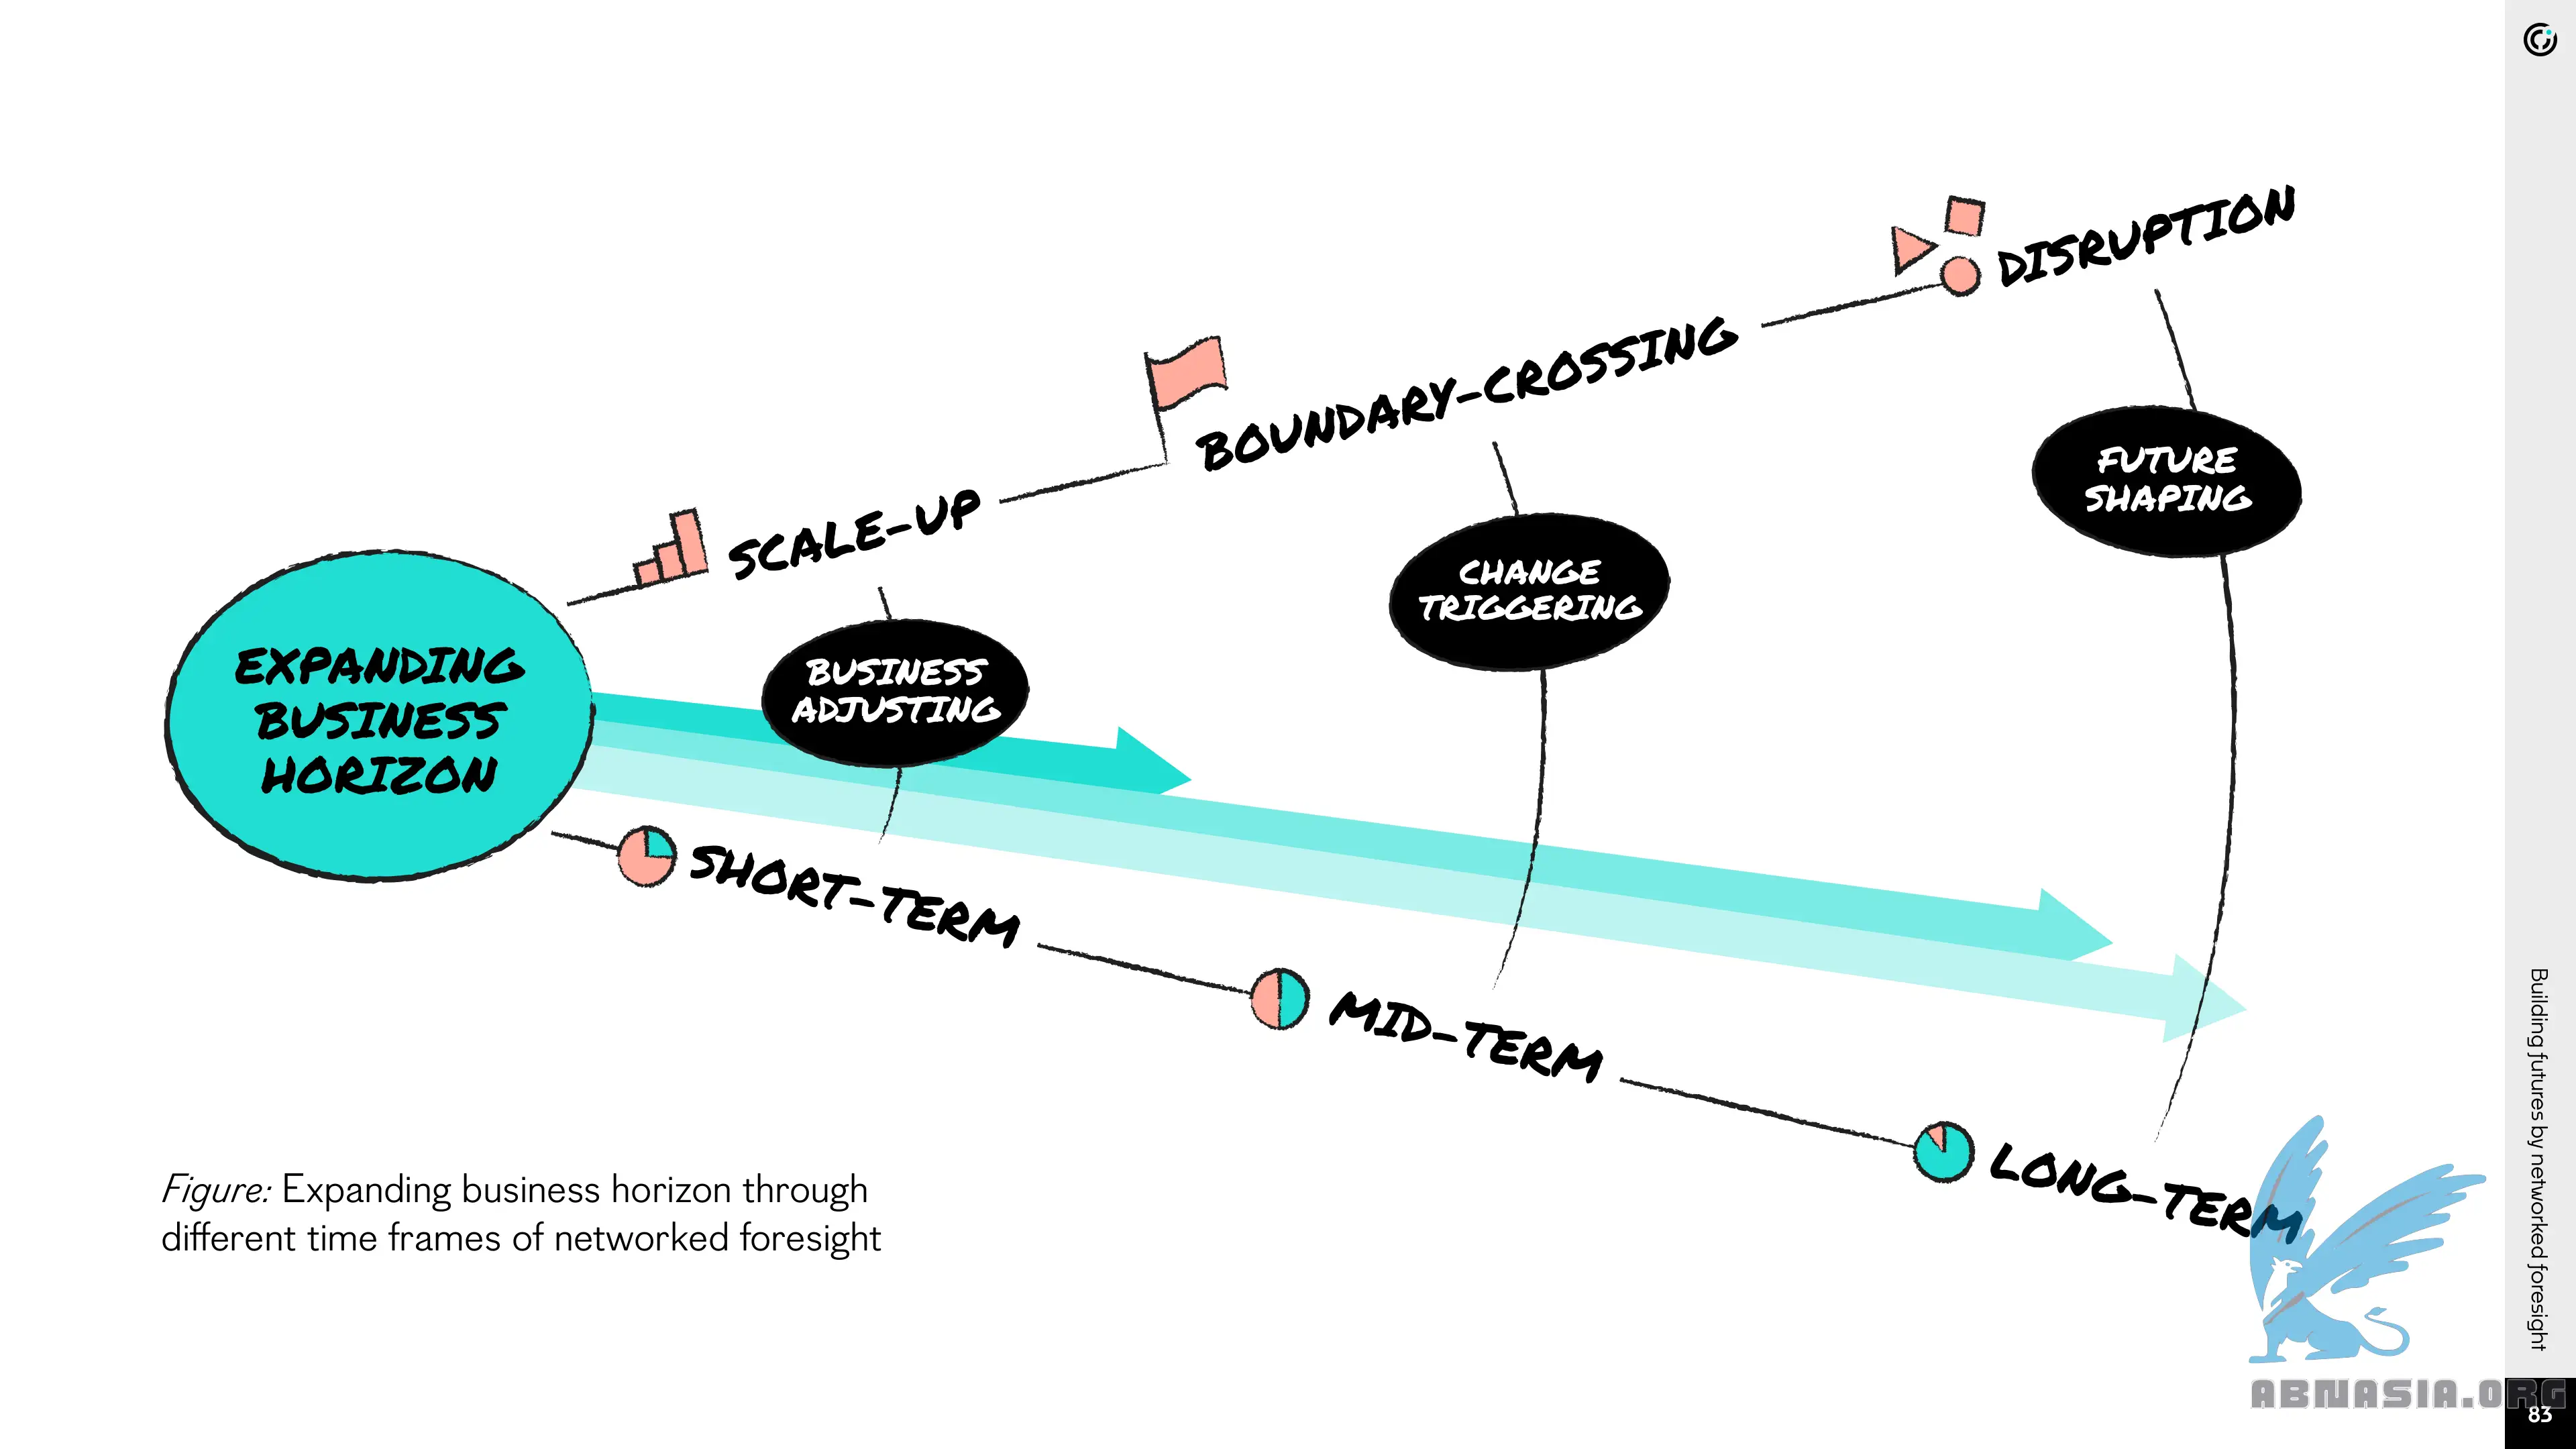 DISRUPTION
BOUNDARY-CROSSING
SCALE-UP
FUTURE
SHAPING
CHANGE
TRIGGERING
BUSINESS
ADJUSTING
EXPANDING
BUSINESS
HORIZON
SHORT-TERM
MID-TERM
LONG-TERM
Figure: Expanding business horizon through
different time frames of networked foresight
Building futures by networked foresight
ABNASIA.ORG
83